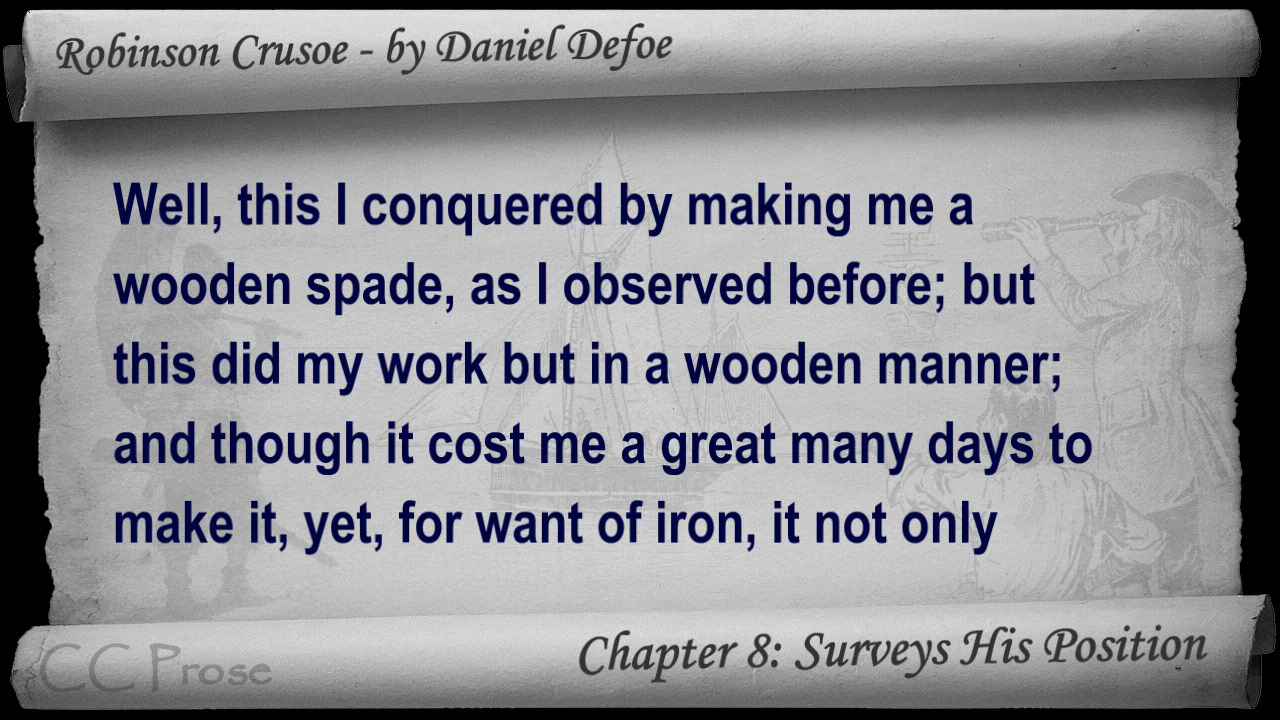 Robinson Crusoe - by Daniel Defoe
Well, this I conquered by making me a
wooden spade, as I observed before; but
this did my work but in a wooden manner;
and though it cost me a great many days to
make it, yet, for want of iron, it not only
Chapter 8: Surveys His Position
CC Prose